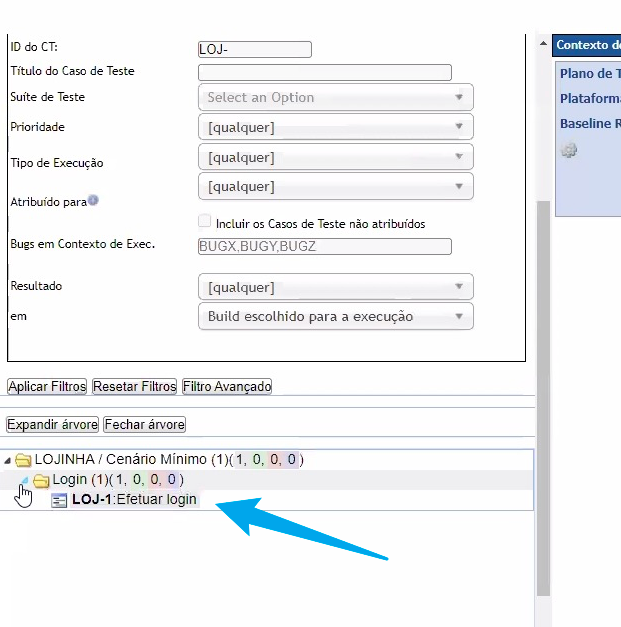 ID do CT:
LOJ-
Título do Caso de Teste
Suíte de Teste
Select an Option
Prioridade
[qualquer]
Tipo de Execução
[qualquer]
[qualquer]
Atribuído para
Incluir os Casos de Teste não atribuídos
Bugs em Contexto de Exec.
BUGX,BUGY,BUGZ
Resultado
[qualquer]
em
Build escolhido para a execução
Aplicar Filtros Resetar Filtros Filtro Avançado
Expandir árvore Fechar árvore
LOJINHA / Cenário Mínimo (1)(1, 0, 0, 0)
Login (1)(1, 0, 0, 0)
LOJ-1:Efetuar login
Contexto d
Plano de T
Plataform
Baseline R